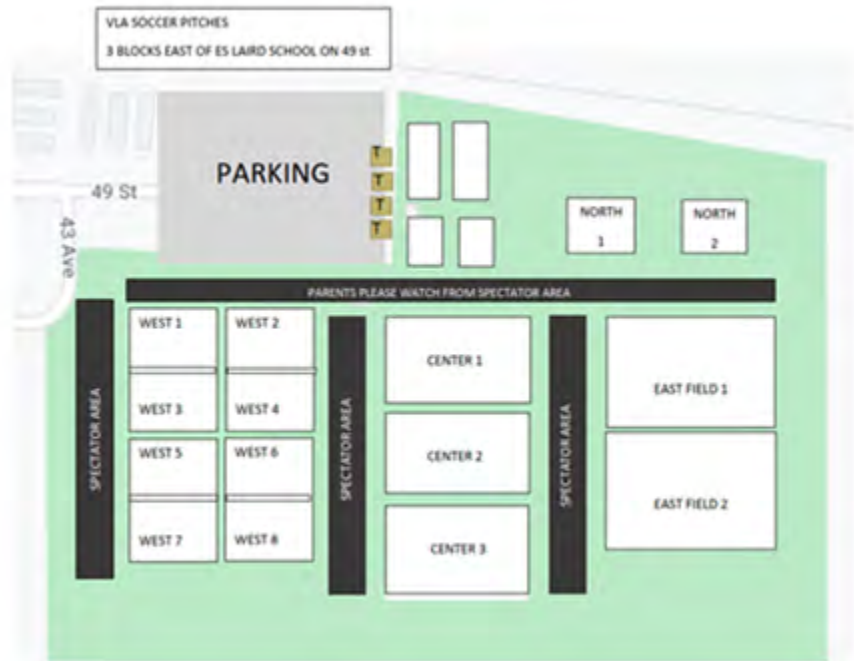 VLA SOCCER PITCHES
3 BLOCKS EAST OF ES LAIRD SCHOOL ON 49 st
PARKING
T
T
T
T
49 St
43 Ave
NORTH
1
NORTH
2
PARENTS PLEASE WATCH FROM SPECTATOR AREA
SPECTATOR AREA
WEST 1
WEST 2
WEST 3
WEST 4
WEST 5
WEST 6
WEST 7
WEST 8
SPECTATOR AREA
CENTER 1
CENTER 2
CENTER 3
SPECTATOR AREA
EAST FIELD 1
EAST FIELD 2